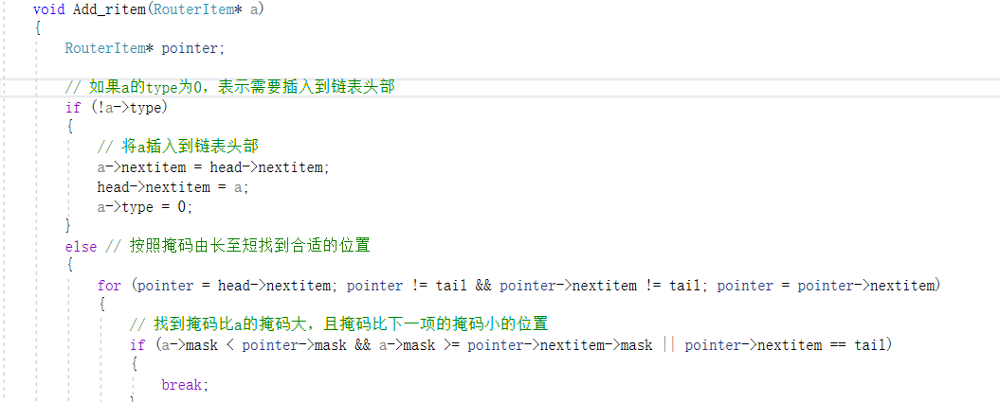 void Add_ritem(RouterItem* a)
{
RouterItem* pointer;
// 如果a的type为0，表示需要插入到链表头部
if (!a->type)
{
// 将a插入到链表头部
a->nextitem = head->nextitem;
head->nextitem = a;
a->type = 0;
}
else // 按照掩码由长至短找到合适的位置
{
for (pointer = head->nextitem; pointer != tail && pointer->nextitem != tail; pointer = pointer->nextitem)
{
// 找到掩码比a的掩码大，且掩码比下一项的掩码小的位置
if (a->mask < pointer->mask && a->mask >= pointer->nextitem->mask || pointer->nextitem == tail)
{
break;